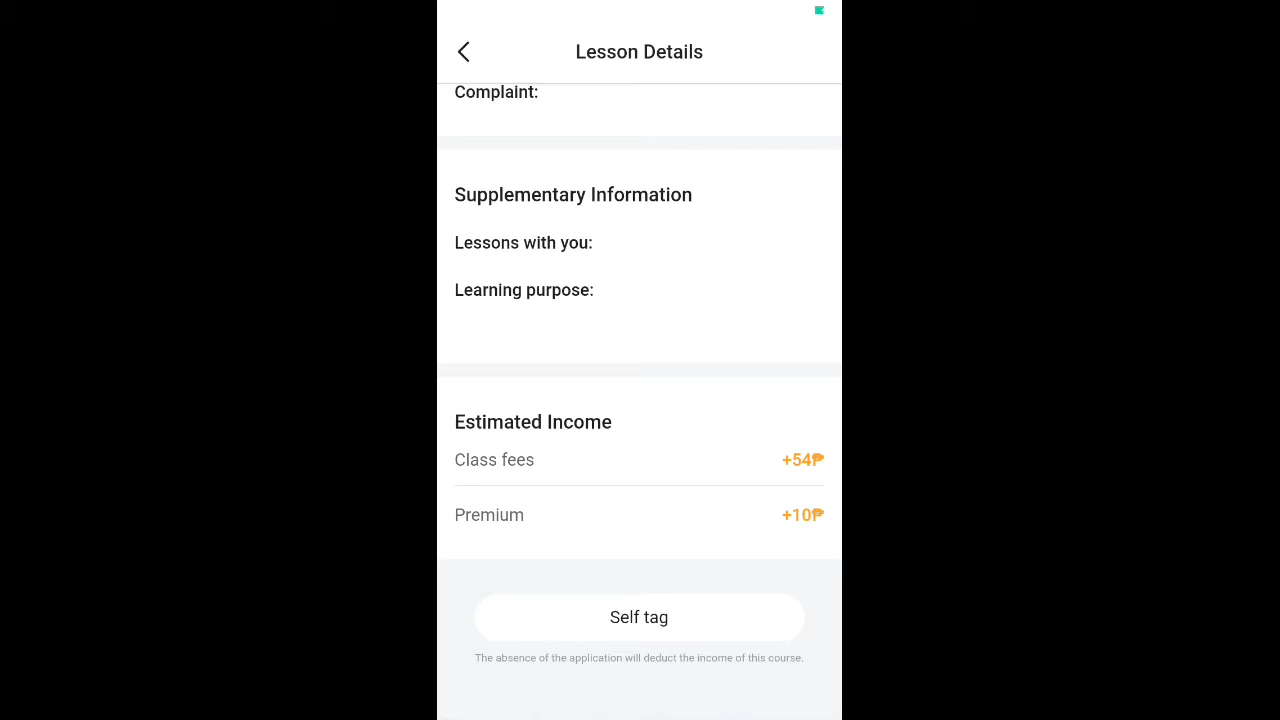 Lesson Details
Complaint:
Supplementary Information
Lessons with you:
Learning purpose:
Estimated Income
Class fees +54₱
Premium +10₱
Self tag
The absence of the application will deduct the income of this course.